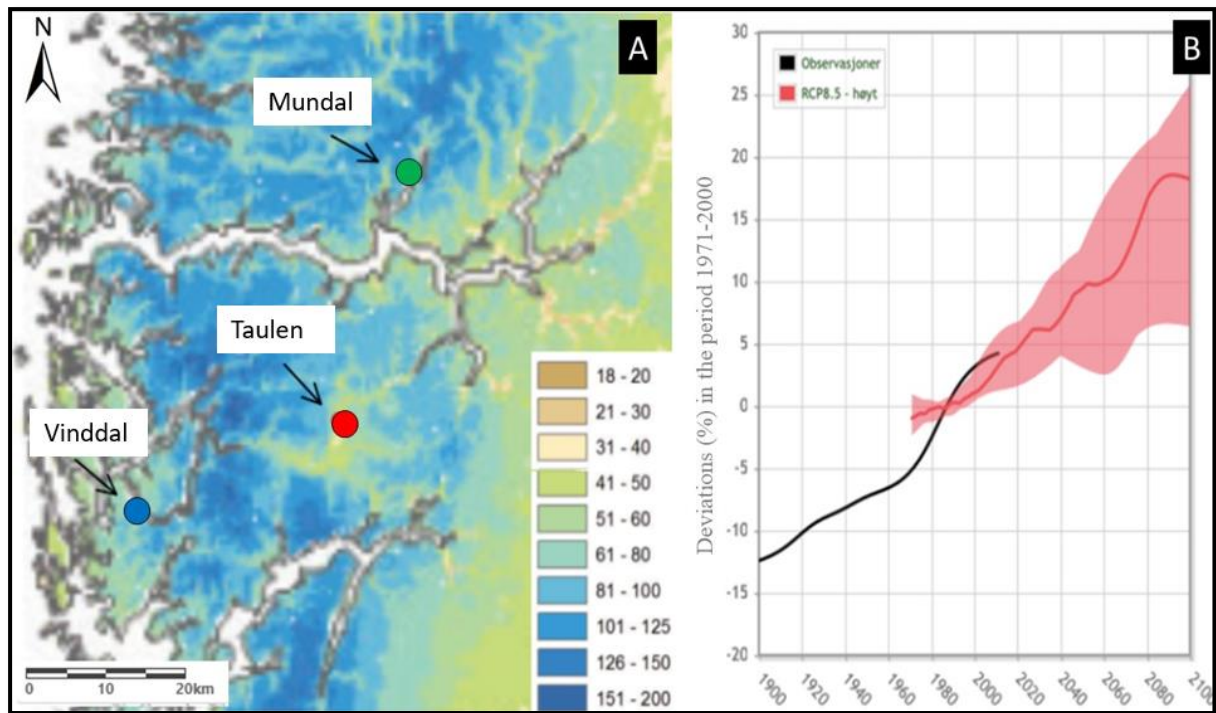 N
A
Mundal
Taulen
Vinddal
18 - 20
21 - 30
31 - 40
41 - 50
51 - 60
61 - 80
81 - 100
101 - 125
126 - 150
151 - 200
0 10 20km
B
Observasjoner
RCP8.5 - høyt
Deviations (%) in the period 1971-2000
30
25
20
15
10
5
0
-5
-10
-15
-20
1900 1920 1940 1960 1980 2000 2020 2040 2060 2080 2100